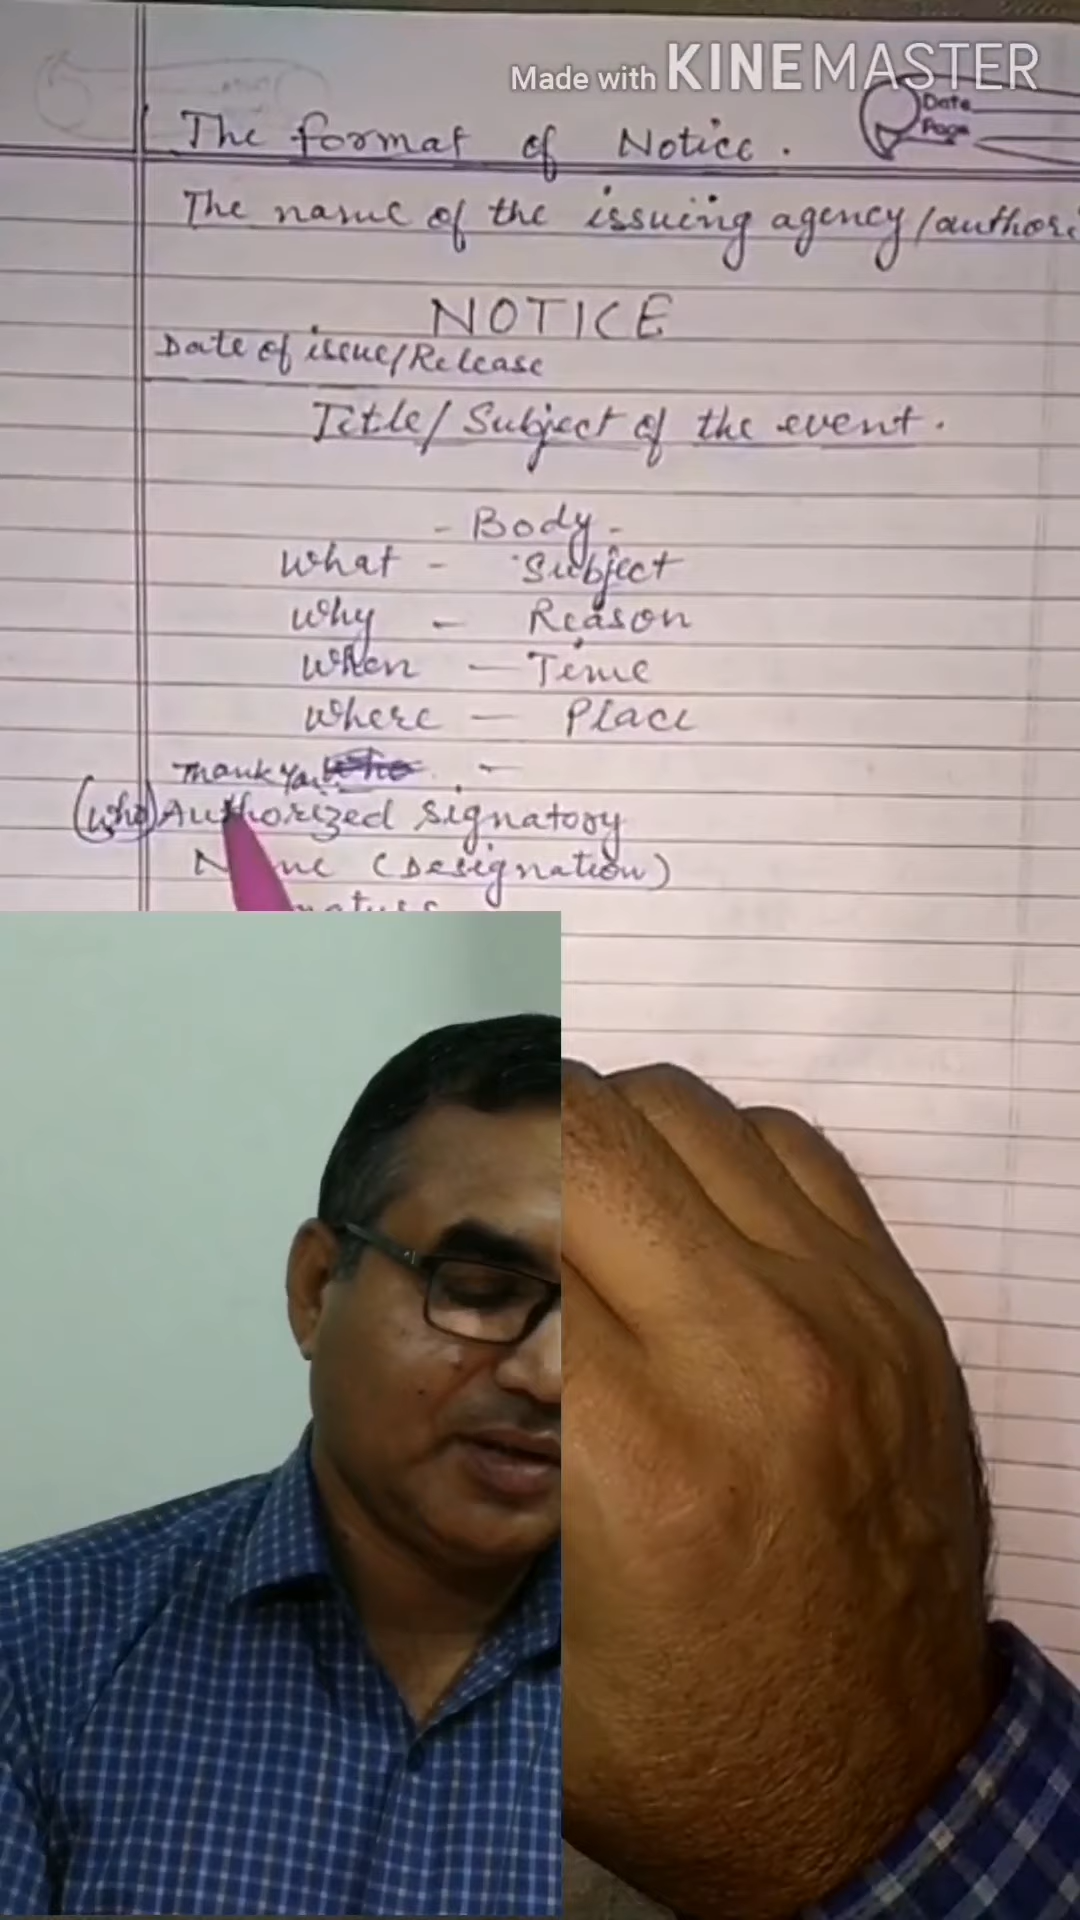 Made with KINEMASTER
Date
Page
The format of Notice.
The name of the issuing agency/authori
NOTICE
Date of issue/Release
Title/Subject of the event.
- Body -
What - Subject
Why - Reason
When - Time
Where - Place
Thank You -
(Who) Authorized signatory
Name (Designation)